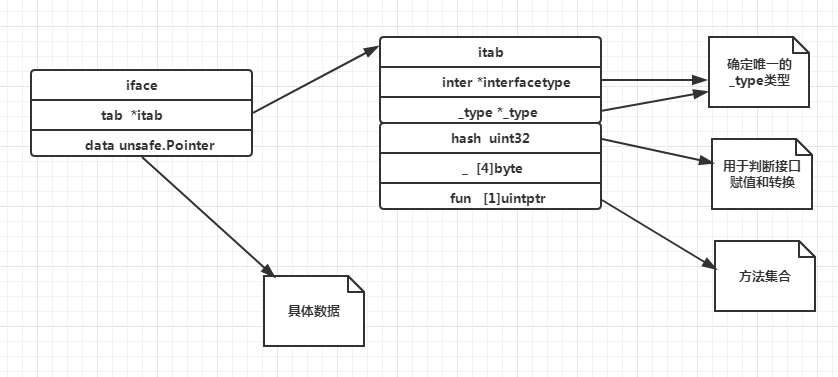 iface
tab *itab
data unsafe.Pointer
itab
inter *interfacetype
_type *_type
hash uint32
_ [4]byte
fun [1]uintptr
确定唯一的
_type类型
用于判断接口
赋值和转换
方法集合
具体数据